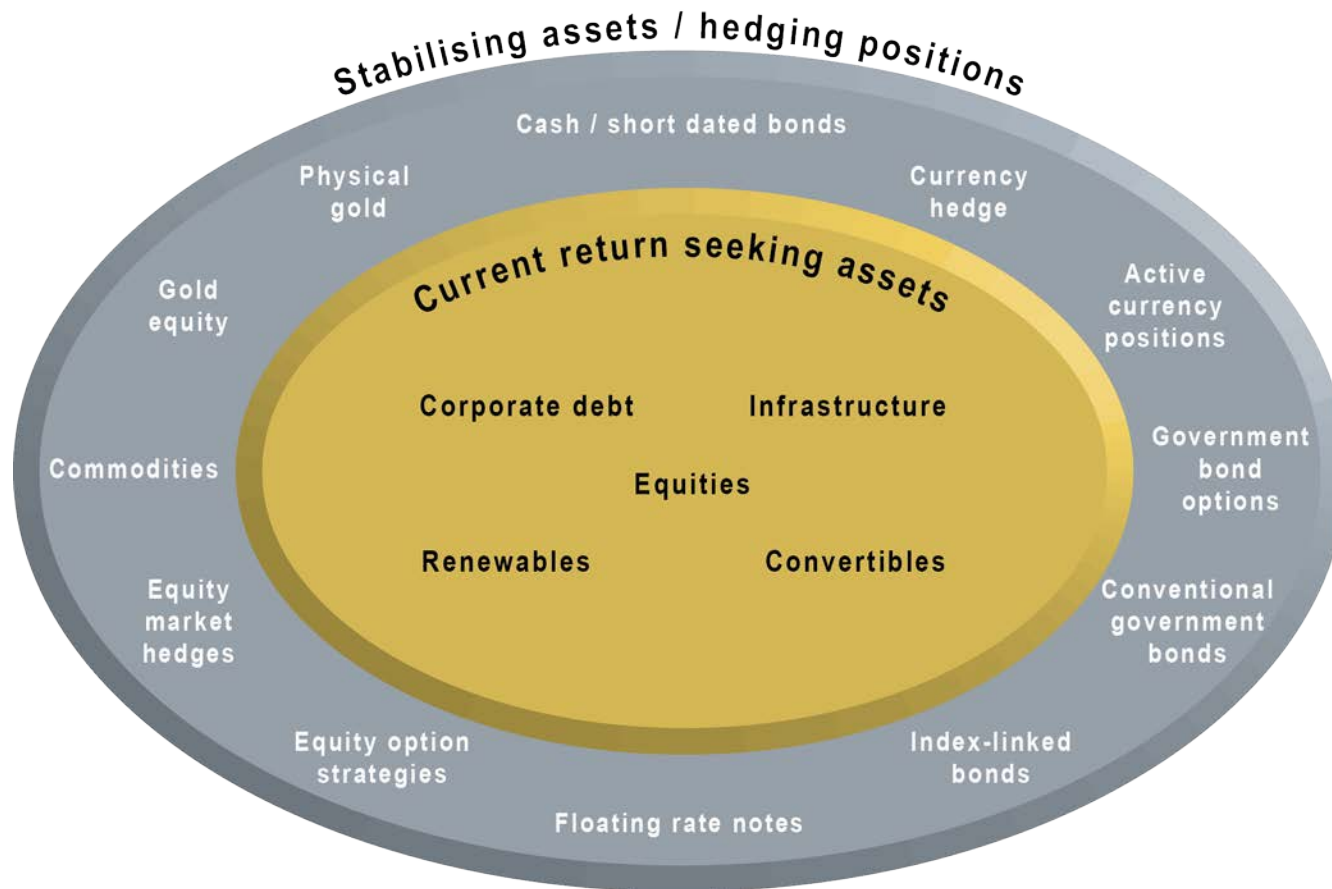 Stabilising assets / hedging positions
Cash / short dated bonds
Physical
gold
Currency
hedge
Current return seeking assets
Gold
equity
Active
currency
positions
Corporate debt
Infrastructure
Commodities
Equities
Government
bond
options
Renewables
Convertibles
Equity
market
hedges
Conventional
government
bonds
Equity option
strategies
Index-linked
bonds
Floating rate notes